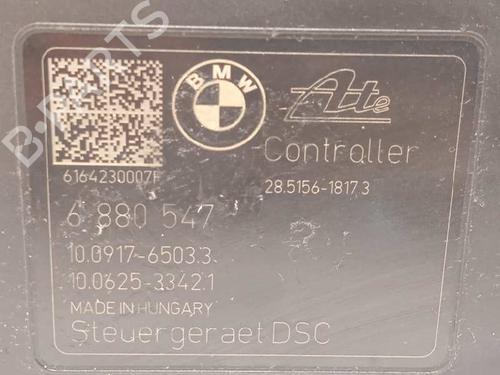 BMW
Ate
Controller
6164230007F
28.5156-1817.3
6 880 547
10.0917-6503.3
10.0625-3342.1
MADE IN HUNGARY
Steuergeraet DSC
B-PARTS